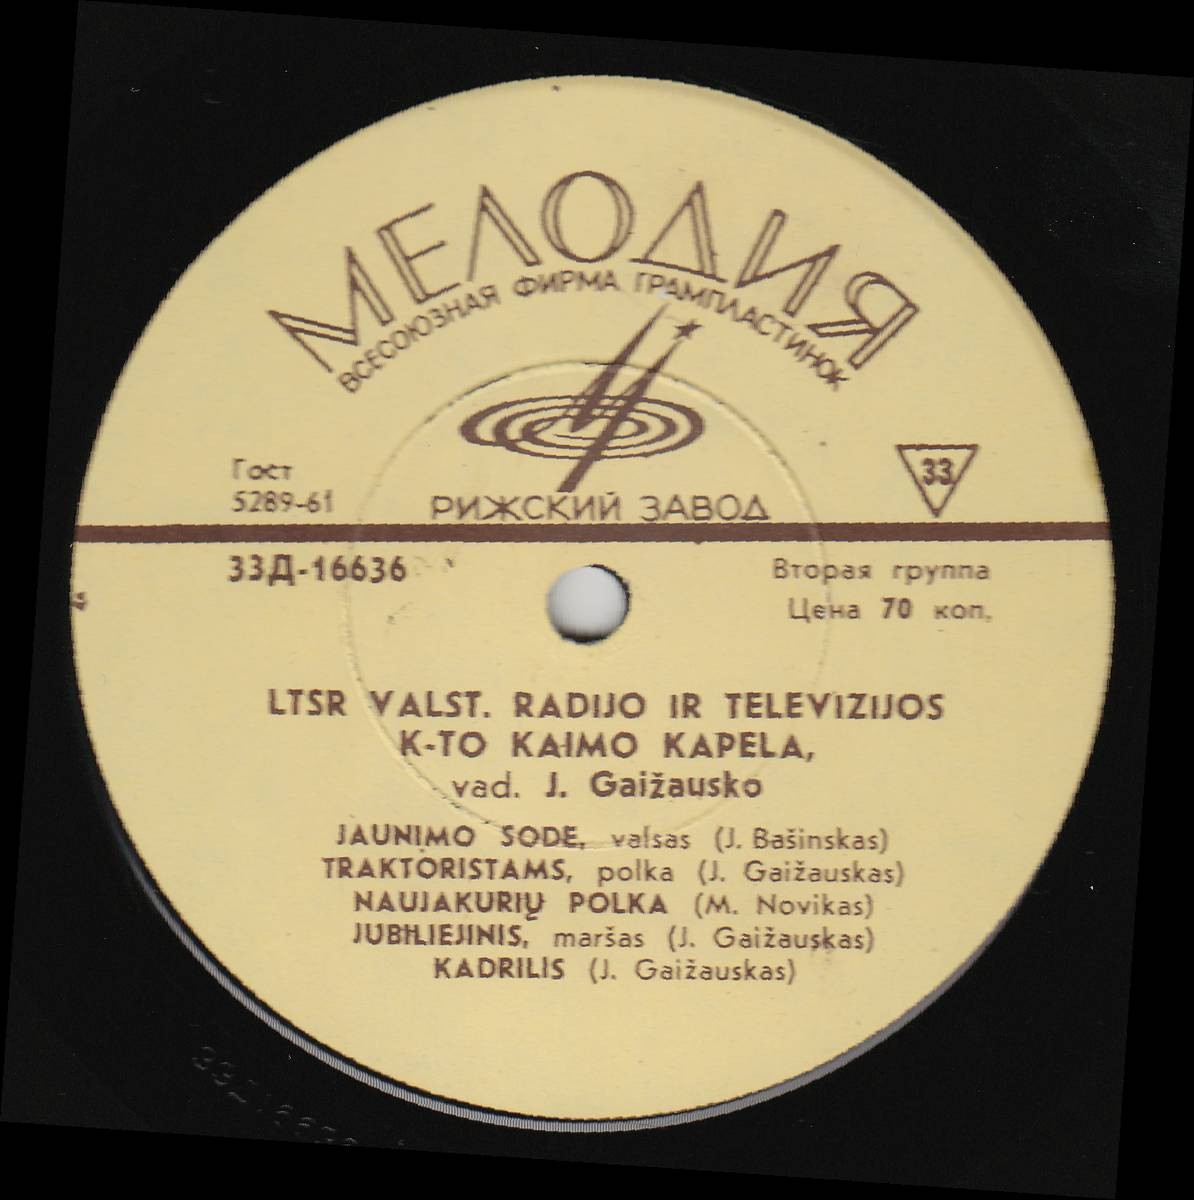 МЕЛОДИЯ
ВСЕСОЮЗНАЯ ФИРМА ГРАМПЛАСТИНОК
Гост
5289-61
33
РИЖСКИЙ ЗАВОД
33Д-16636
Вторая группа
Цена 70 коп.
LTSR VALST. RADIJO IR TELEVIZIJOS
K-TO KAIMO KAPELA,
vad. J. Gaižausko
JAUNIMO SODE, valsas (J. Bašinskas)
TRAKTORISTAMS, polka (J. Gaižauskas)
NAUJAKURIŲ POLKA (M. Novikas)
JUBILIEJINIS, maršas (J. Gaižauskas)
KADRILIS (J. Gaižauskas)